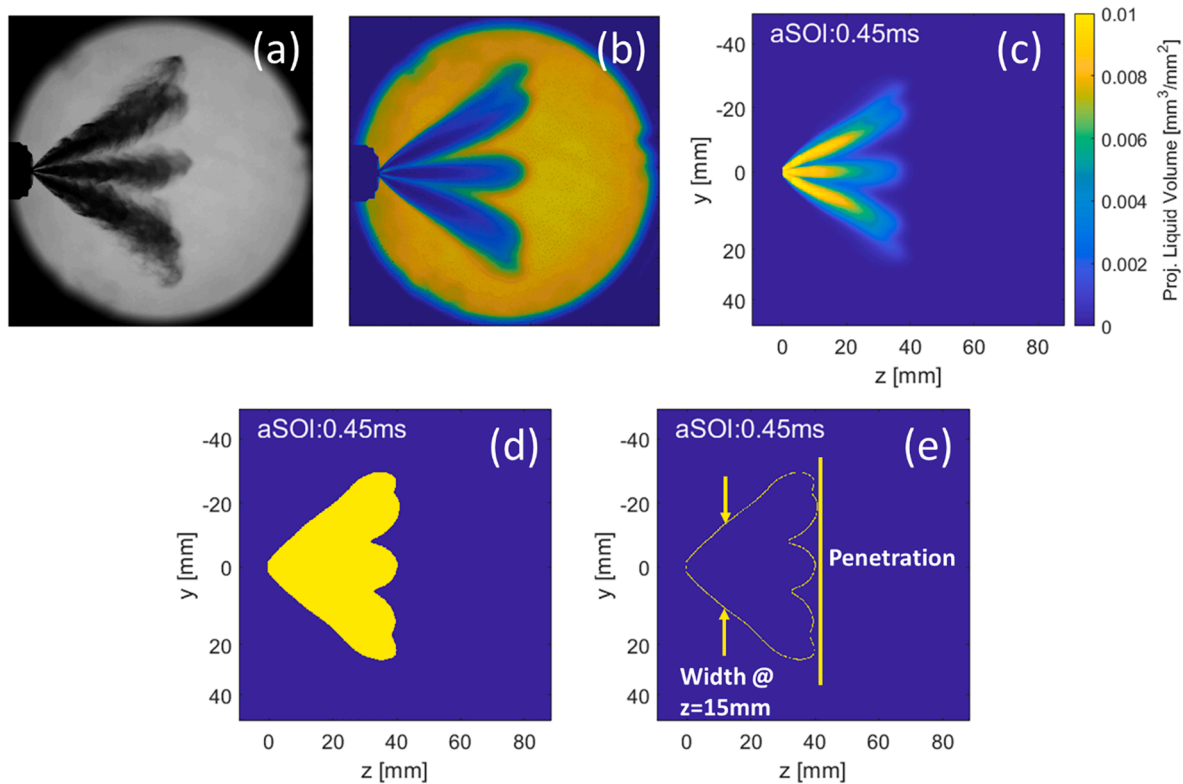 (a)
(b)
aSOI:0.45ms
(c)
-40
-20
0
20
40
y [mm]
0
20
40
60
80
z [mm]
0.01
0.008
0.006
0.004
0.002
0
Proj. Liquid Volume [mm³/mm²]
aSOI:0.45ms
(d)
-40
-20
0
20
40
y [mm]
0
20
40
60
80
z [mm]
aSOI:0.45ms
(e)
-40
-20
0
20
40
y [mm]
Penetration
Width @
z=15mm
0
20
40
60
80
z [mm]